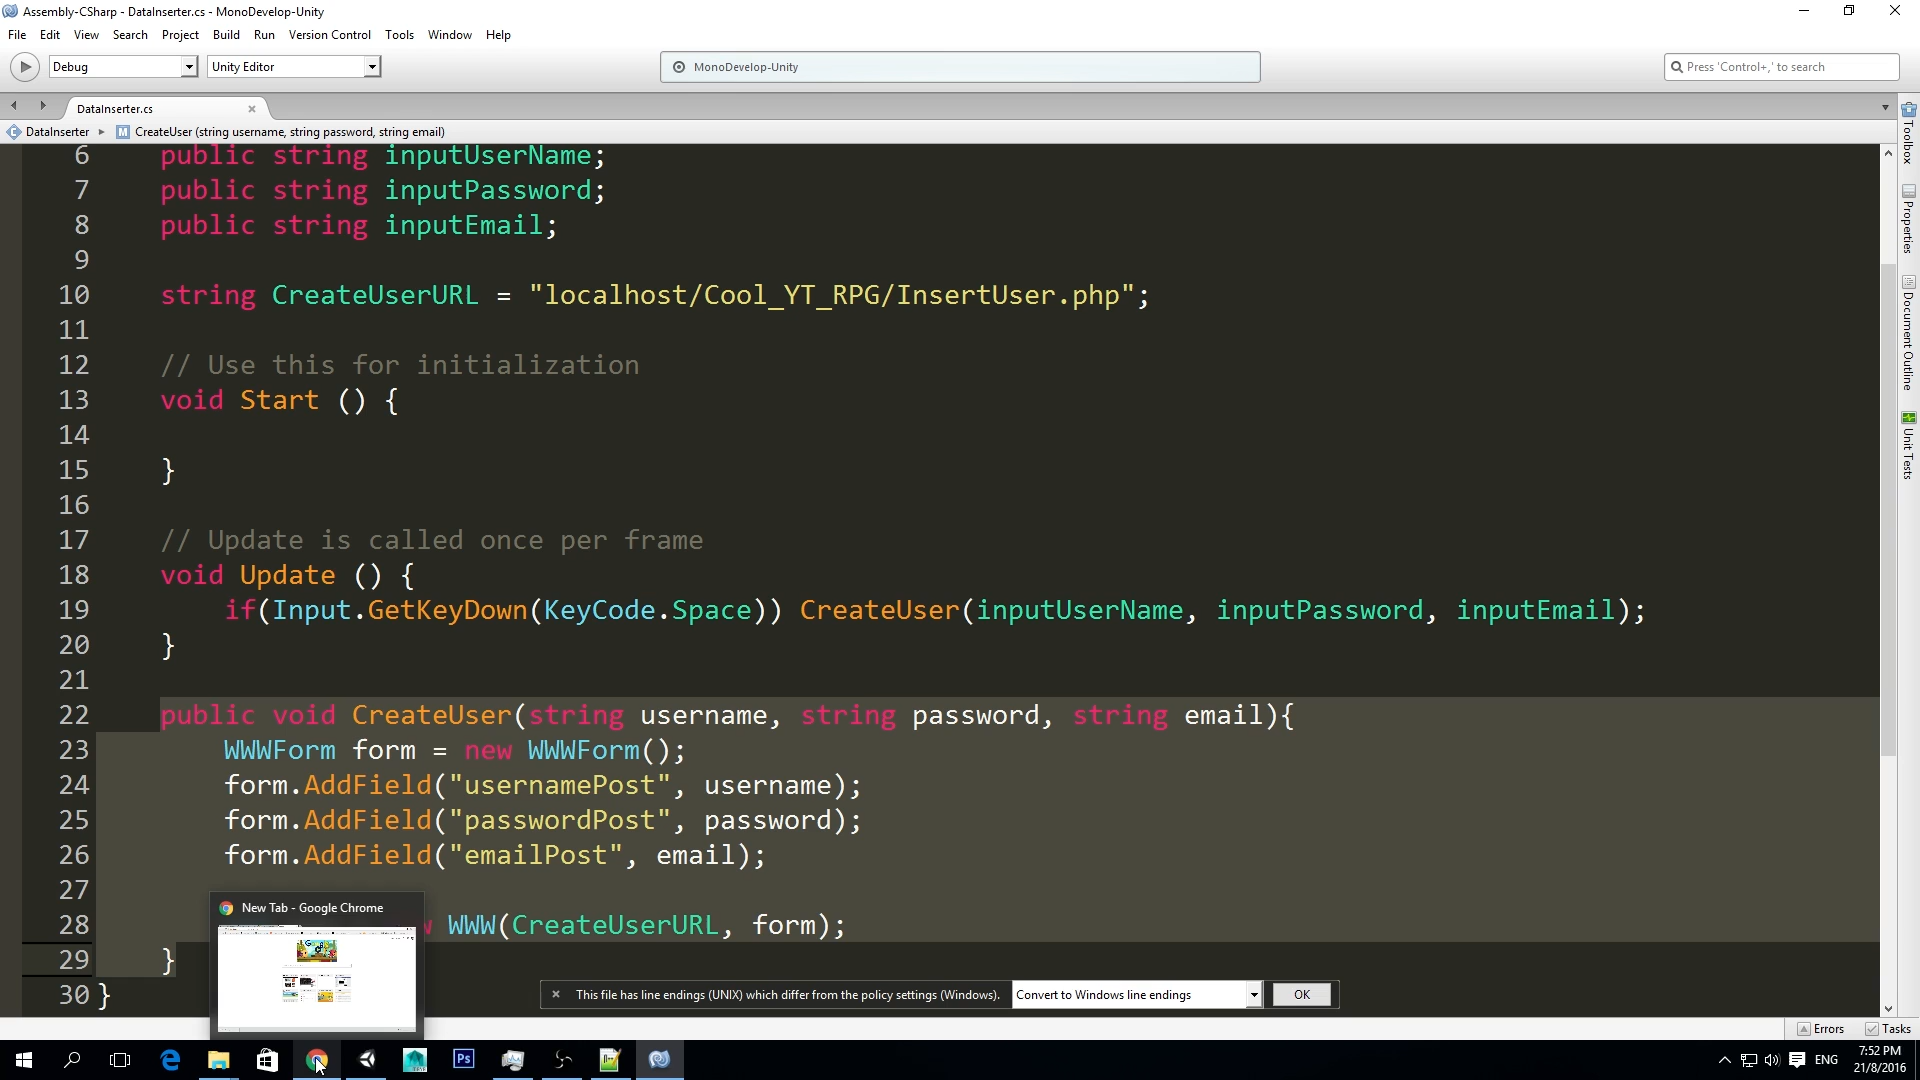 Assembly-CSharp - DataInserter.cs - MonoDevelop-Unity
File Edit View Search Project Build Run Version Control Tools Window Help
Debug Unity Editor MonoDevelop-Unity Press 'Control+,' to search
DataInserter.cs
DataInserter CreateUser (string username, string password, string email)
6 public string inputUserName;
7 public string inputPassword;
8 public string inputEmail;
9
10 string CreateUserURL = "localhost/Cool_YT_RPG/InsertUser.php";
11
12 // Use this for initialization
13 void Start () {
14
15 }
16
17 // Update is called once per frame
18 void Update () {
19 if(Input.GetKeyDown(KeyCode.Space)) CreateUser(inputUserName, inputPassword, inputEmail);
20 }
21
22 public void CreateUser(string username, string password, string email){
23 WWWForm form = new WWWForm();
24 form.AddField("usernamePost", username);
25 form.AddField("passwordPost", password);
26 form.AddField("emailPost", email);
27
28 WWW(CreateUserURL, form);
29 }
30 }
Toolbox
Properties
Document Outline
Unit Tests
New Tab - Google Chrome
This file has line endings (UNIX) which differ from the policy settings (Windows). Convert to Windows line endings OK
Errors Tasks
Ps
ENG
7:52 PM
21/8/2016